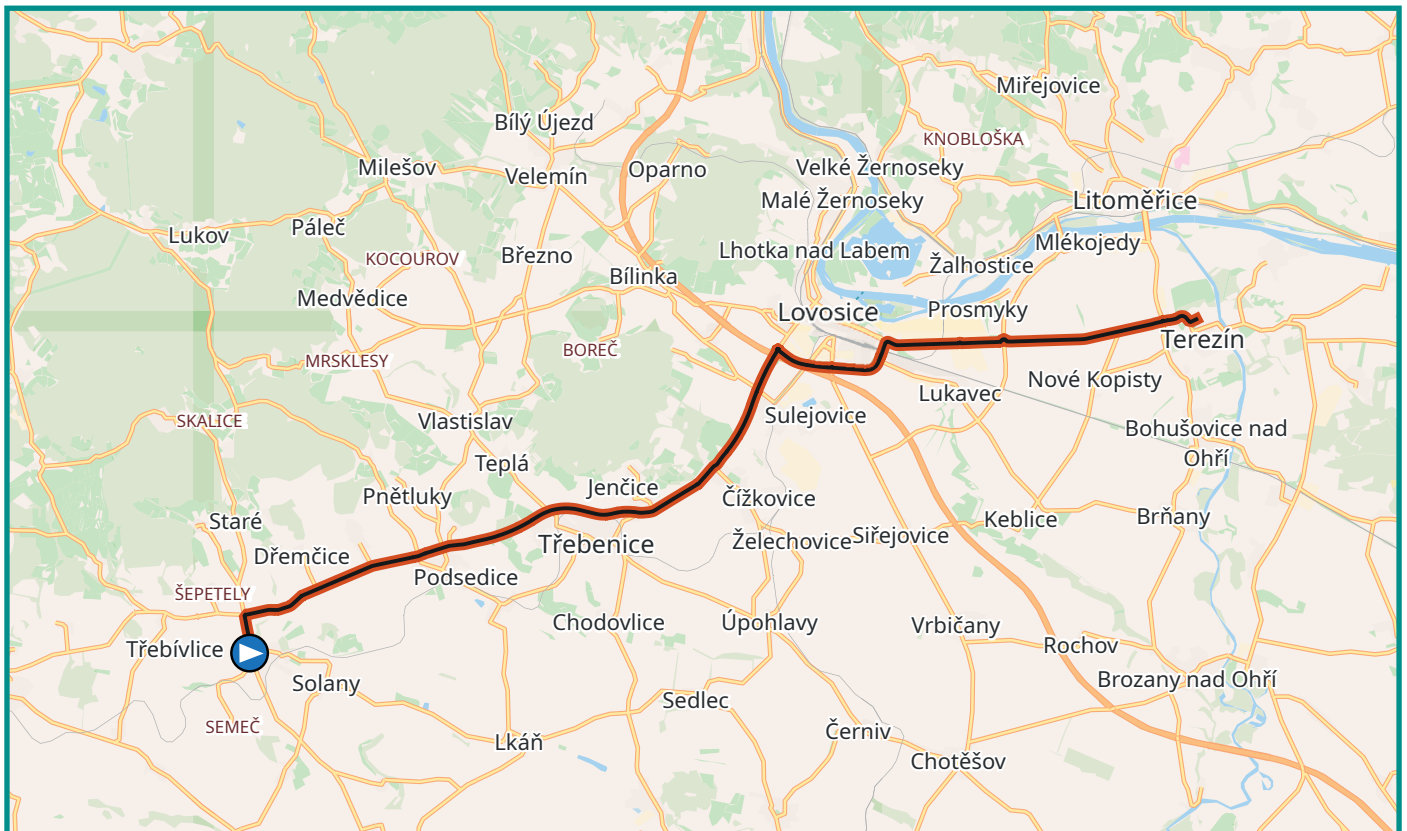 Miřejovice
Bílý Újezd
KNOBLOŠKA
Milešov
Velemín
Oparno
Velké Žernoseky
Malé Žernoseky
Litoměřice
Lukov
Páleč
Mlékojedy
Lhotka nad Labem
KOCOUROV
Březno
Žalhostice
Bílinka
Medvědice
Lovosice
Prosmyky
Terezín
BOREČ
MRSKLESY
Nové Kopisty
Lukavec
Sulejovice
SKALICE
Vlastislav
Bohušovice nad
Ohří
Teplá
Jenčice
Pnětluky
Čížkovice
Staré
Keblice
Brňany
Siřejovice
Želechovice
Třebenice
Dřemčice
Podsedice
ŠEPETELY
Chodovlice
Úpohlavy
Vrbičany
Rochov
Třebívlice
Brozany nad Ohří
Solany
Sedlec
SEMEČ
Černiv
Lkáň
Chotěšov